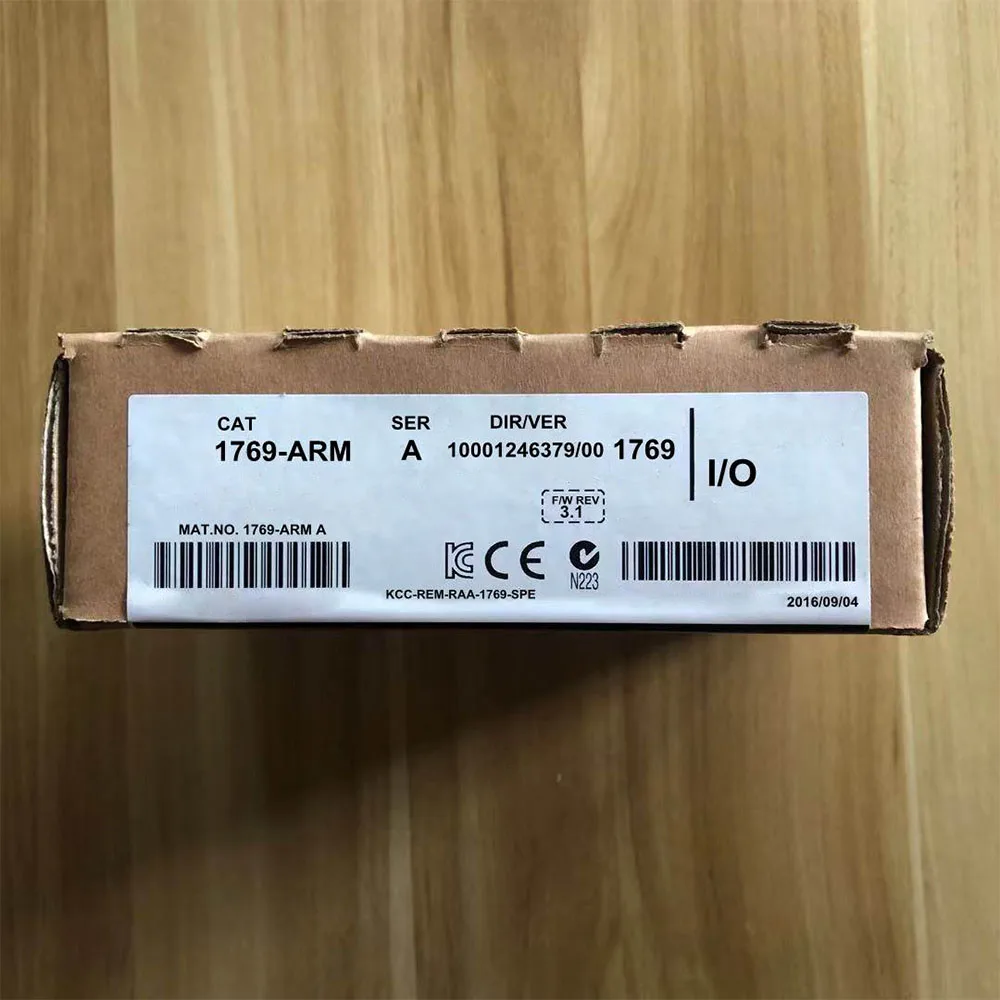 CAT SER DIR/VER
1769-ARM A 10001246379/00 1769
I/O
F/W REV
3.1
MAT.NO. 1769-ARM A
CE
N223
KCC-REM-RAA-1769-SPE
2016/09/04